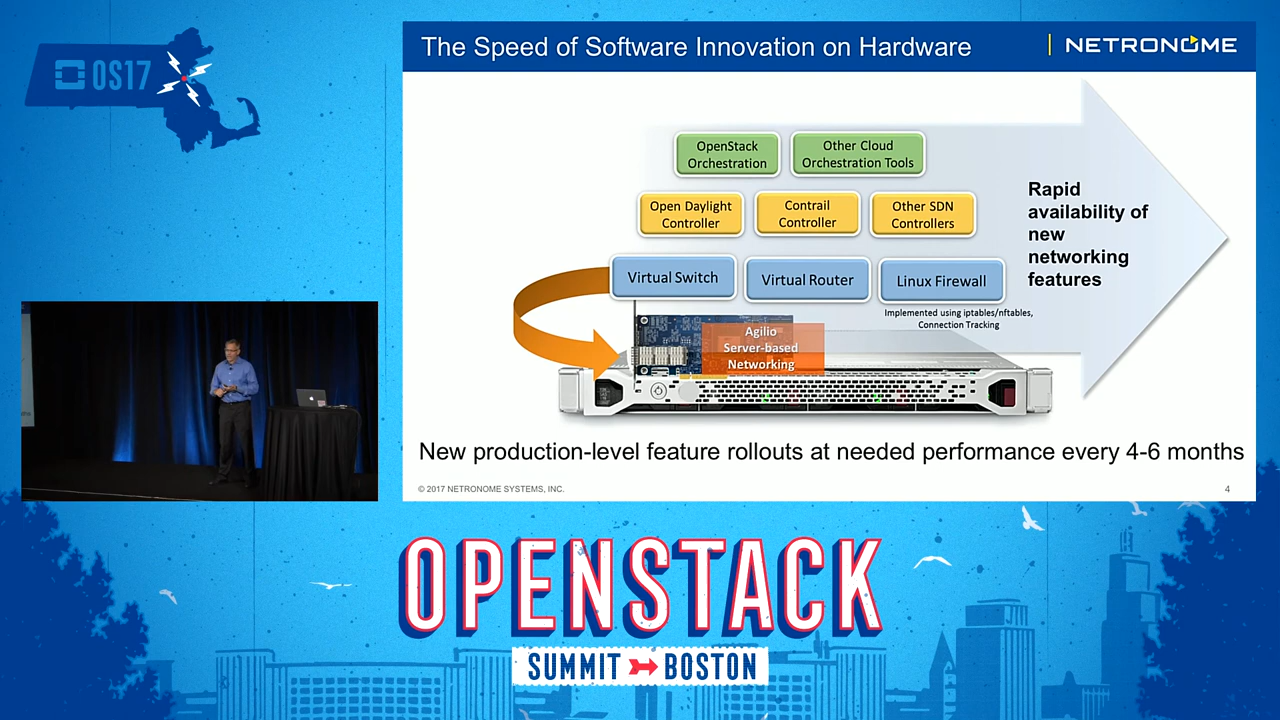 OS17
The Speed of Software Innovation on Hardware
NETRONOME
OpenStack
Orchestration
Other Cloud
Orchestration Tools
Open Daylight
Controller
Contrail
Controller
Other SDN
Controllers
Rapid
availability of
new
networking
features
Virtual Switch
Virtual Router
Linux Firewall
Implemented using iptables/nftables,
Connection Tracking
Agilio
Server-based
Networking
New production-level feature rollouts at needed performance every 4-6 months
© 2017 NETRONOME SYSTEMS, INC.
4
OPENSTACK
SUMMIT BOSTON